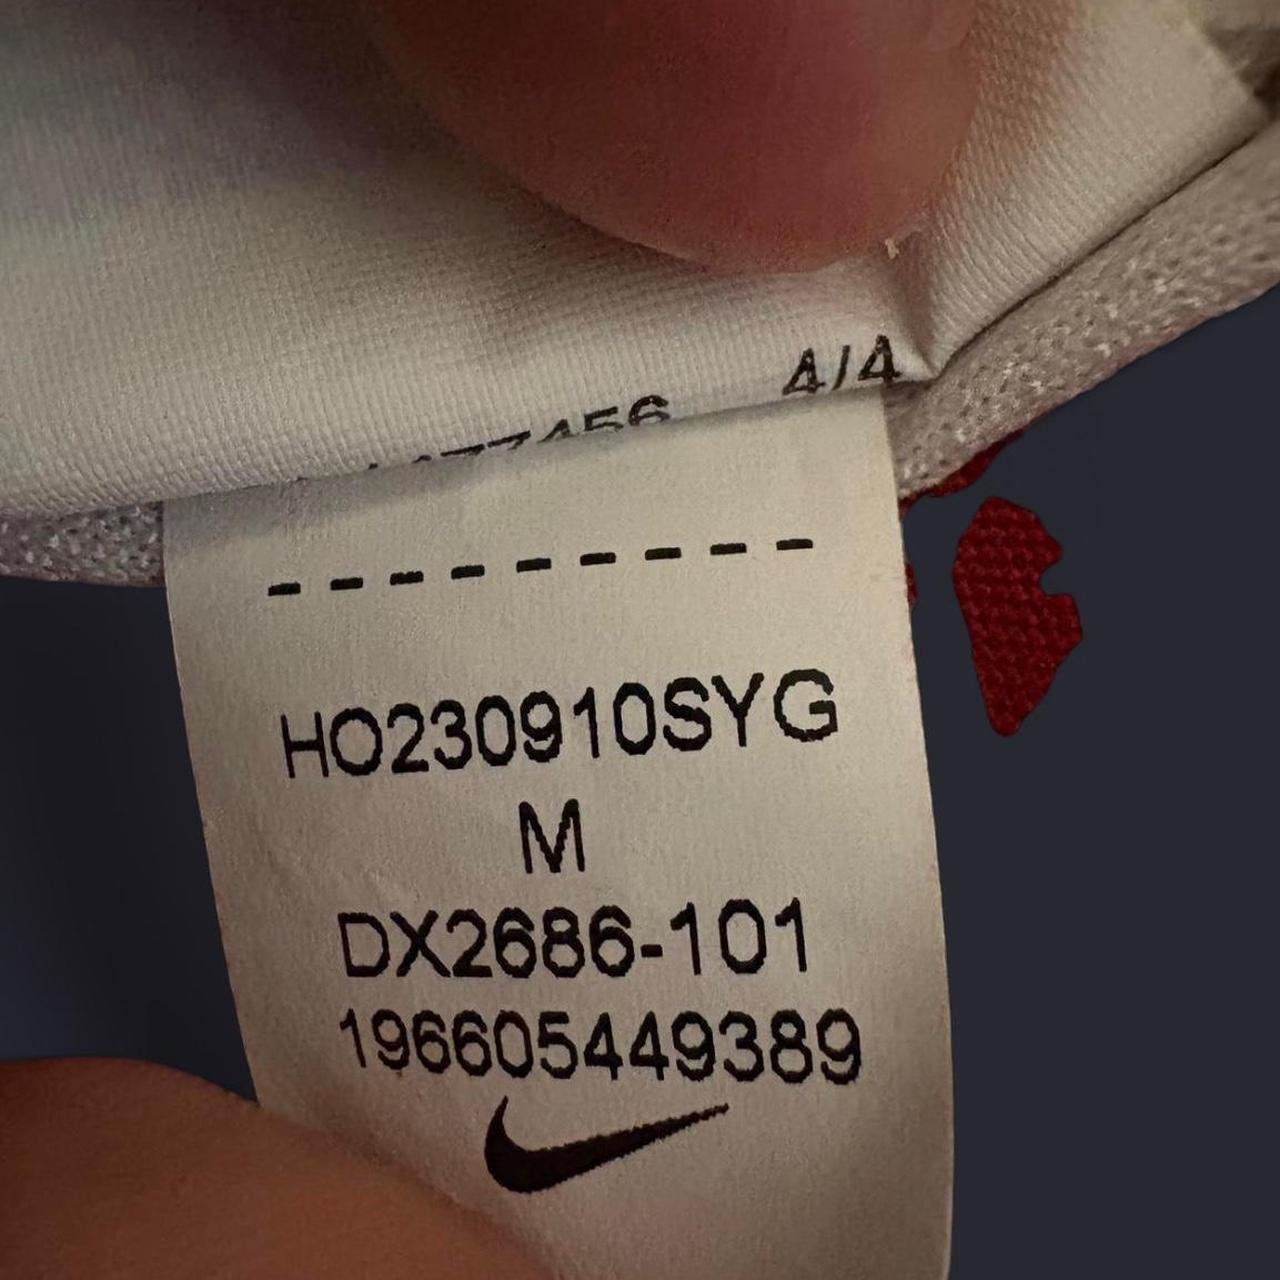 4/4
- - - - - - - - -
HO230910SYG
M
DX2686-101
196605449389